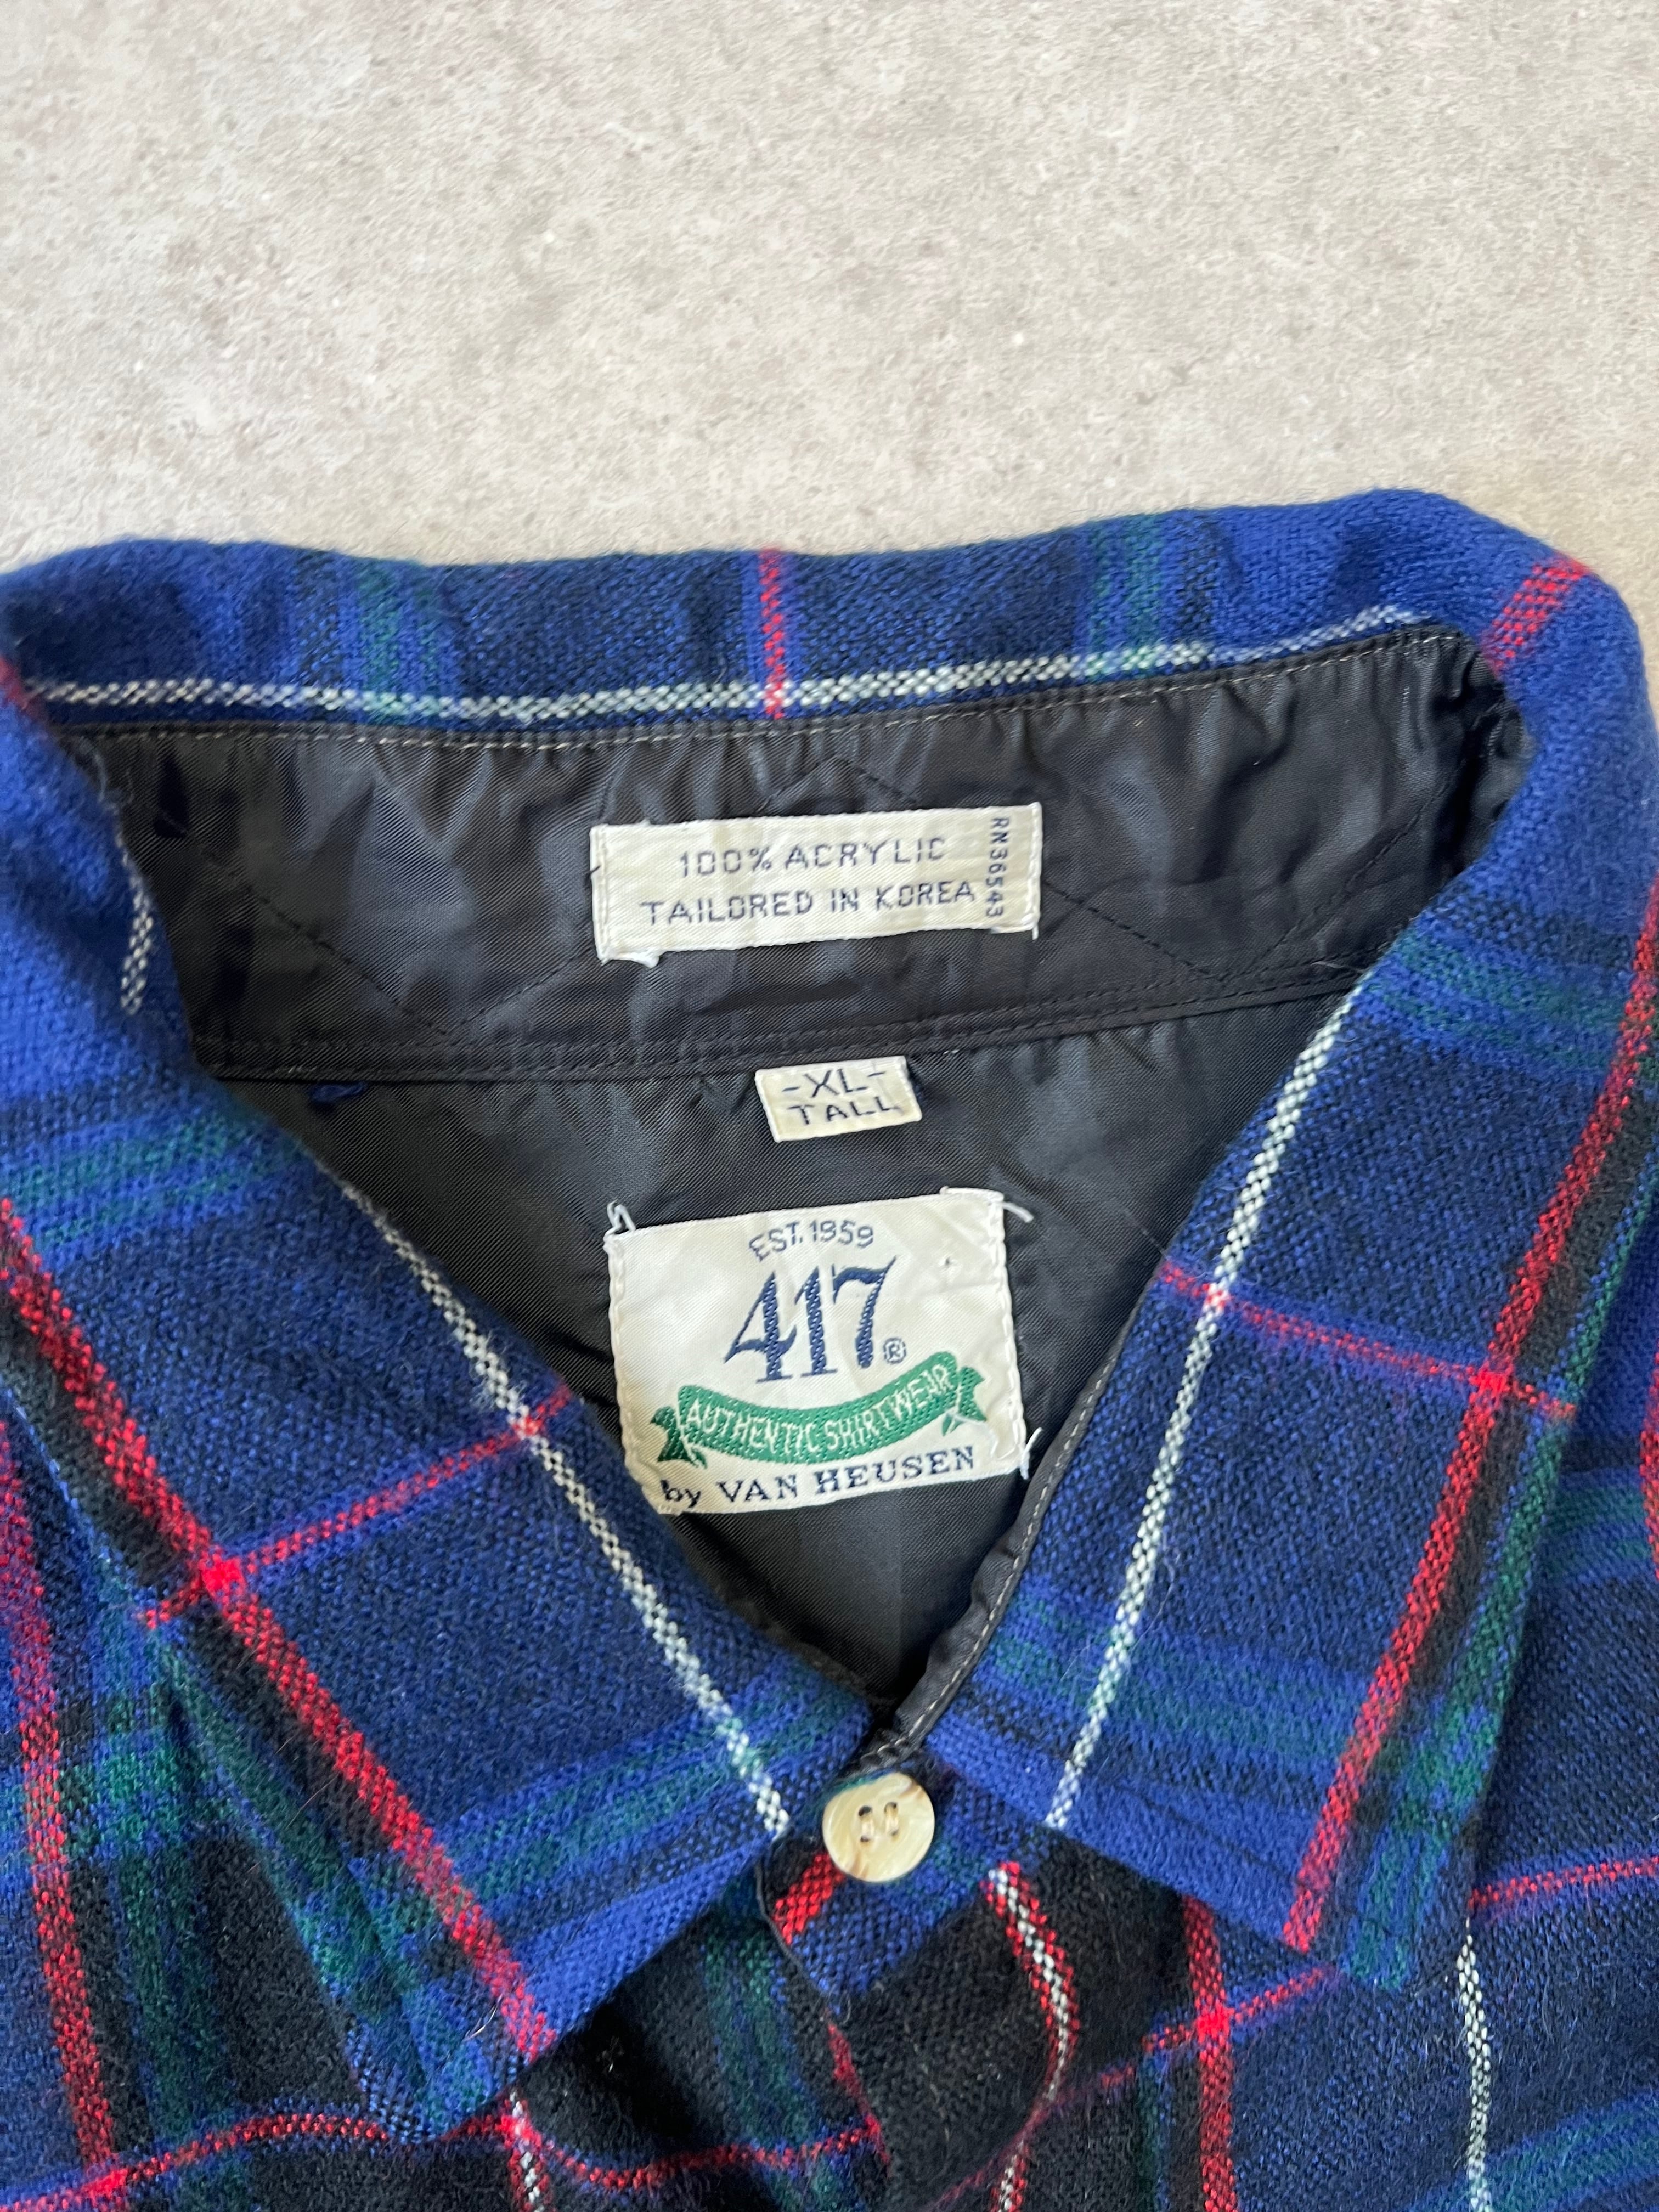 100% ACRYLIC
TAILORED IN KOREA
RN36543
-XL-
TALL
EST. 1959
417®
AUTHENTIC SHIRTWEAR
by VAN HEUSEN